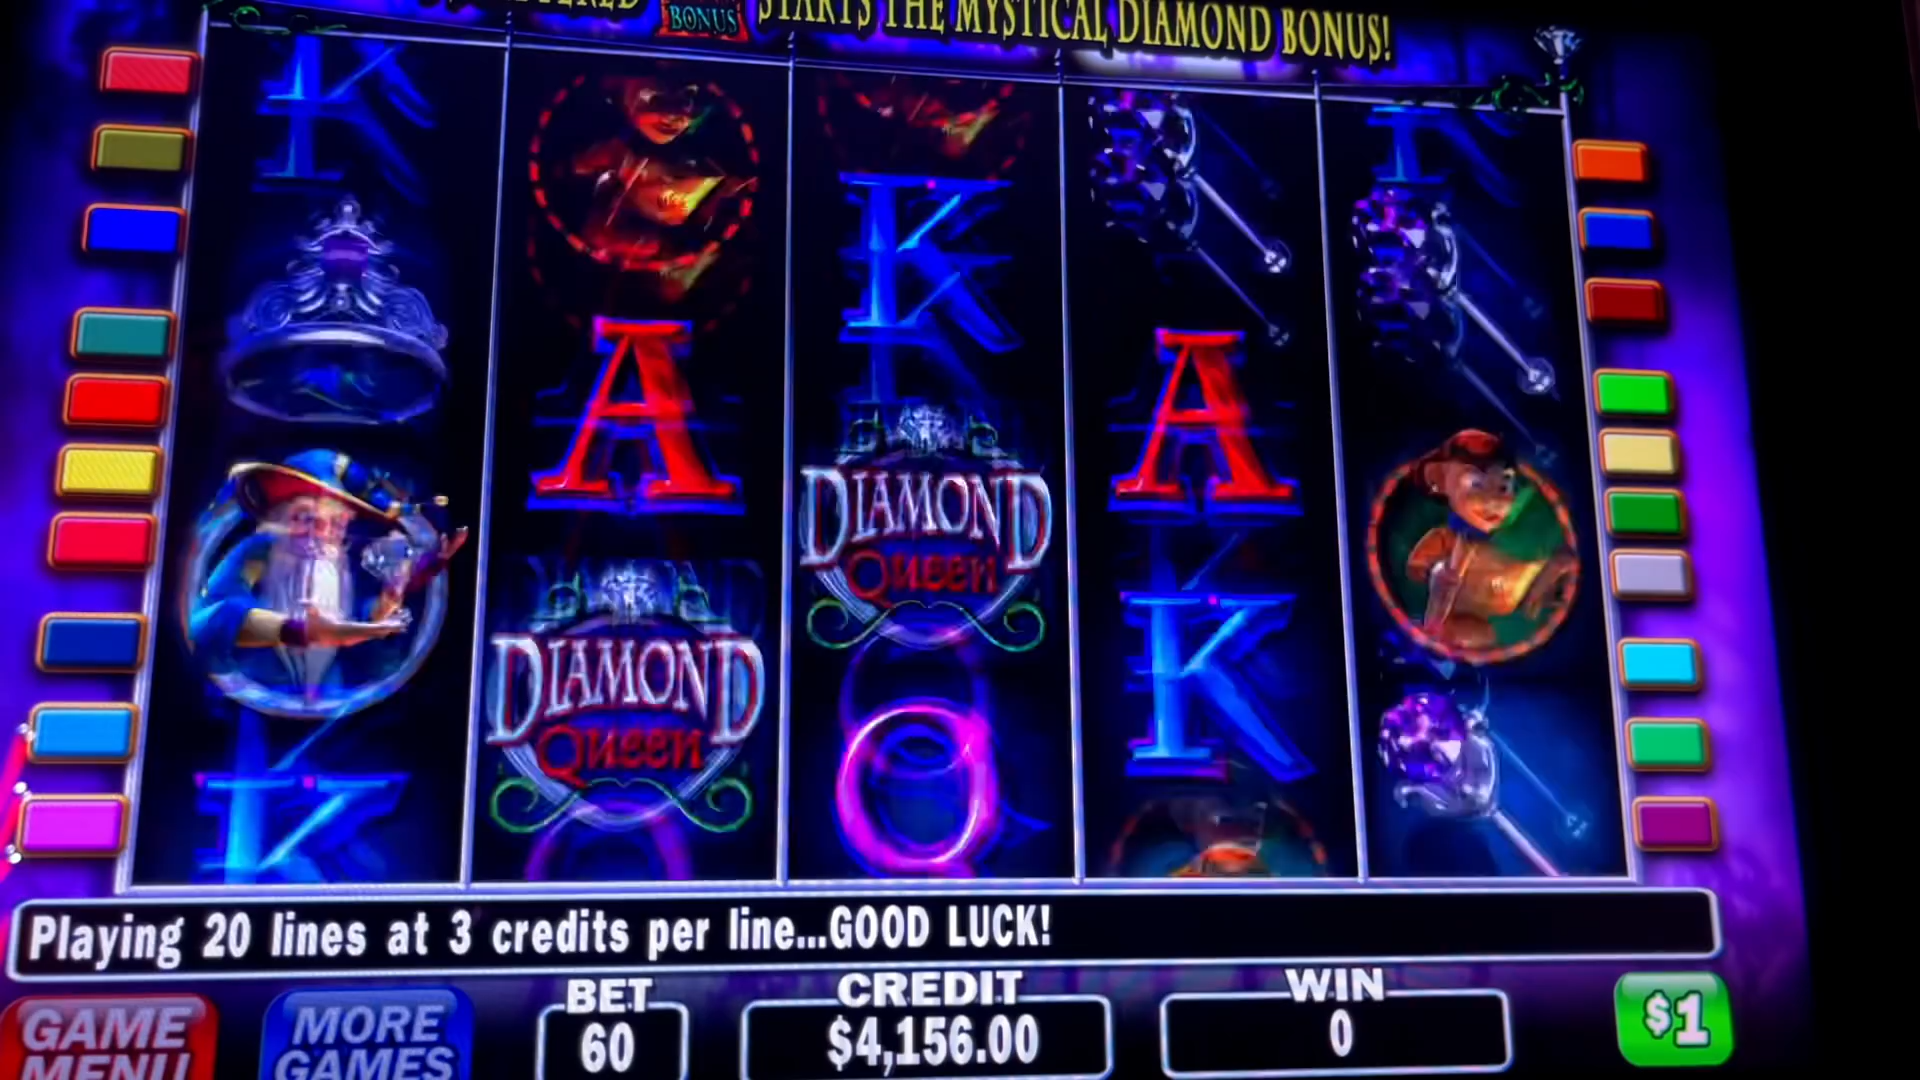 BONUS STARTS THE MYSTICAL DIAMOND BONUS!
K
K
K
A
A
DIAMOND
Queen
DIAMOND
Queen
K
K
Q
Playing 20 lines at 3 credits per line...GOOD LUCK!
GAME
MENU
MORE
GAMES
BET
60
CREDIT
$4,156.00
WIN
0
$1